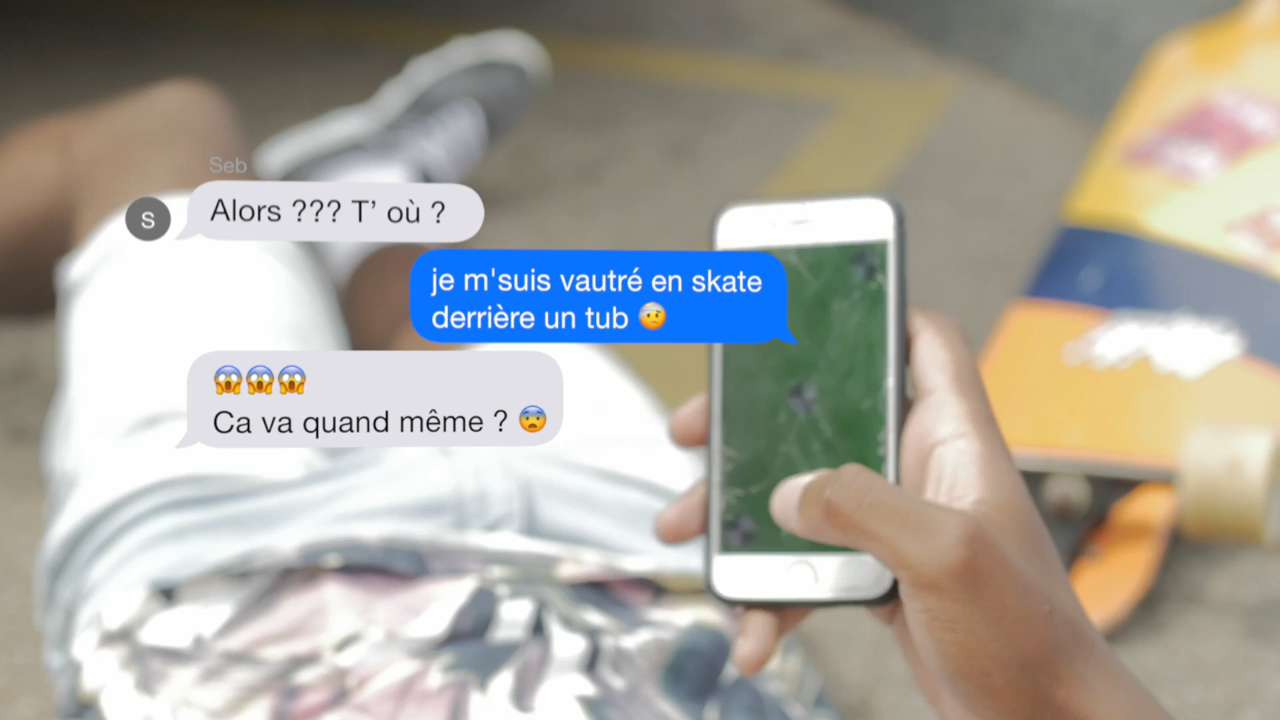 Seb
S
Alors ??? T’ où ?
je m'suis vautré en skate
derrière un tub 🤕
😱😱😱
Ca va quand même ? 😨